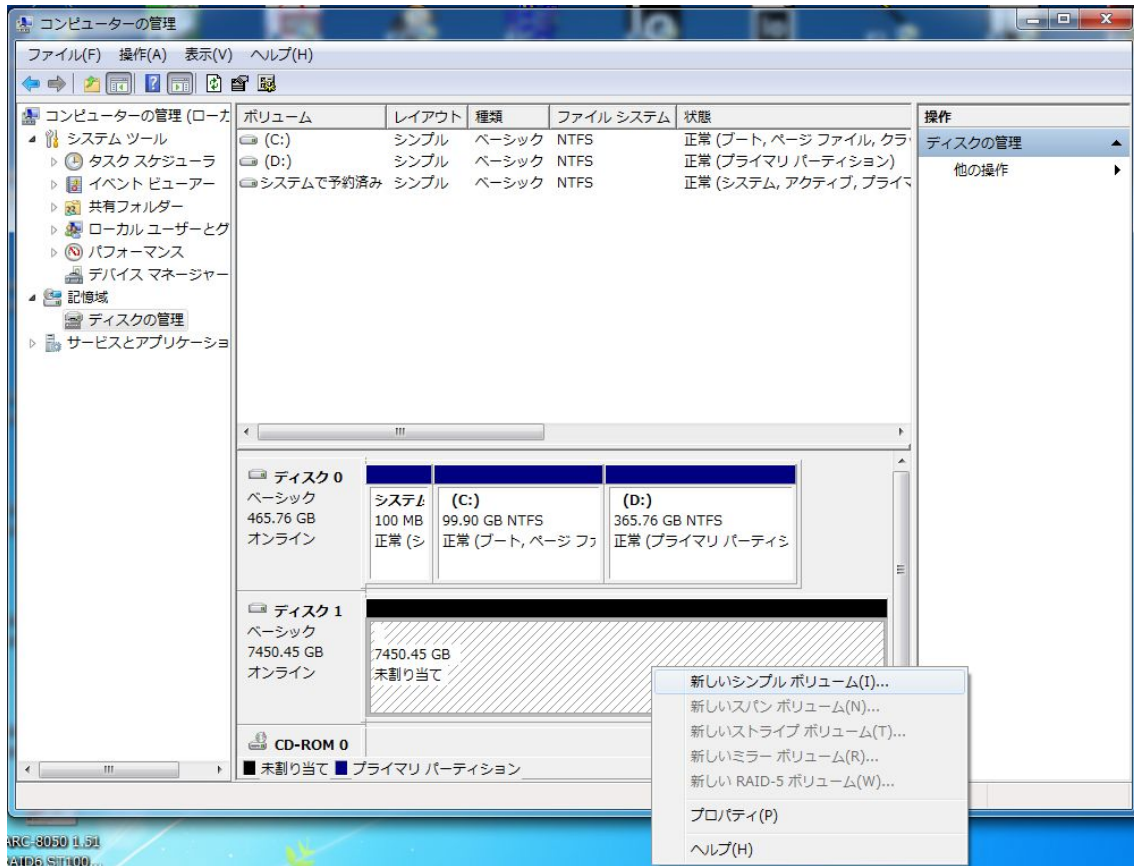 コンピューターの管理
ファイル(F) 操作(A) 表示(V) ヘルプ(H)
コンピューターの管理 (ローカ
システム ツール
タスク スケジューラ
イベント ビューアー
共有フォルダー
ローカル ユーザーとグ
パフォーマンス
デバイス マネージャー
記憶域
ディスクの管理
サービスとアプリケーショ
ボリューム レイアウト 種類 ファイル システム 状態
(C:) シンプル ベーシック NTFS 正常 (ブート, ページ ファイル, クラ
(D:) シンプル ベーシック NTFS 正常 (プライマリ パーティション)
システムで予約済み シンプル ベーシック NTFS 正常 (システム, アクティブ, プライマ
操作
ディスクの管理
他の操作
ディスク 0
ベーシック
465.76 GB
オンライン
システム
100 MB
正常 (シ
(C:)
99.90 GB NTFS
正常 (ブート, ページ ファ
(D:)
365.76 GB NTFS
正常 (プライマリ パーティシ
ディスク 1
ベーシック
7450.45 GB
オンライン
7450.45 GB
未割り当て
CD-ROM 0
未割り当て プライマリ パーティション
新しいシンプル ボリューム(I)...
新しいスパン ボリューム(N)...
新しいストライプ ボリューム(T)...
新しいミラー ボリューム(R)...
新しい RAID-5 ボリューム(W)...
プロパティ(P)
ヘルプ(H)
ARC-8050 1.51